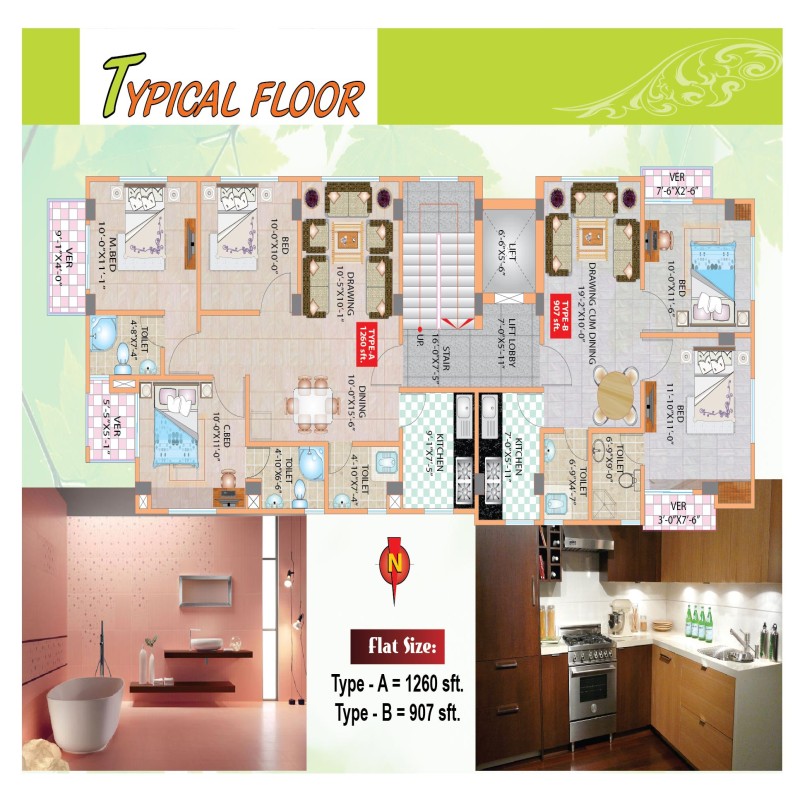 TYPICAL FLOOR
VER
7'-6"X2'-6"
VER
9'-1"X4'-0"
M.BED
10'-0"X11'-1"
BED
10'-0"X10'-0"
DRAWING
10'-5"X10'-1"
TYPE-A
1260 sft.
LIFT
6'-6"X5'-6"
DRAWING CUM DINING
19'-2"X10'-0"
TYPE-B
907 sft.
BED
10'-0"X11'-6"
TOILET
4'-8"X7'-4"
UP.
STAIR
16'-0"X7'-5"
LIFT LOBBY
7'-0"X5'-11"
VER
5'-5"X5'-1"
C.BED
10'-0"X11'-0"
DINING
10'-0"X15'-6"
BED
11'-10"X11'-0"
TOILET
4'-10"X6'-6"
TOILET
4'-10"X7'-4"
KITCHEN
9'-1"X7'-5"
KITCHEN
7'-0"X5'-11"
TOILET
6'-9"X4'-7"
TOILET
6'-9"X9'-0"
VER
3'-0"X7'-6"
N
Flat Size:
Type - A = 1260 sft.
Type - B = 907 sft.